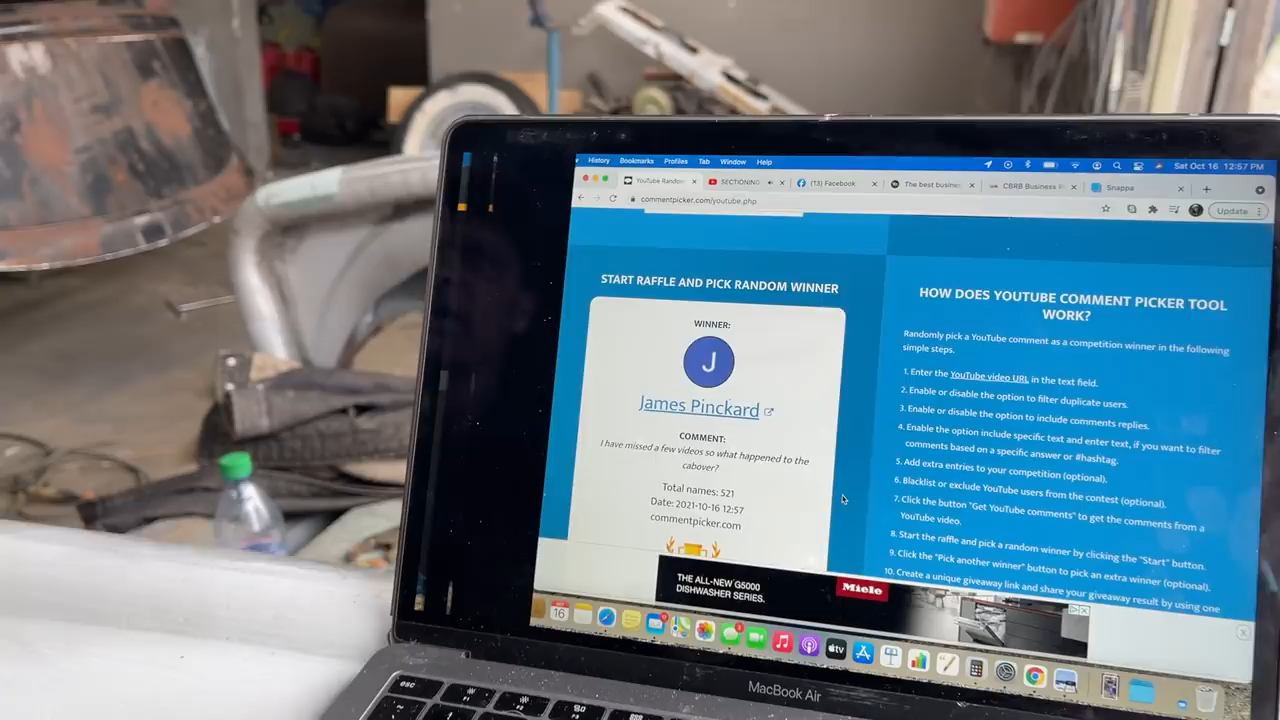 History Bookmarks Profiles Tab Window Help
Sat Oct 16 12:57 PM
YouTube Random
SECTIONING
(13) Facebook
The best busine
CBRB Business P
Snappa
commentpicker.com/youtube.php
Update
START RAFFLE AND PICK RANDOM WINNER
WINNER:
J
James Pinckard
COMMENT:
I have missed a few videos so what happened to the
cabover?
Total names: 521
Date: 2021-10-16 12:57
commentpicker.com
HOW DOES YOUTUBE COMMENT PICKER TOOL
WORK?
Randomly pick a YouTube comment as a competition winner in the following
simple steps.
1. Enter the YouTube video URL in the text field.
2. Enable or disable the option to filter duplicate users.
3. Enable or disable the option to include comments replies.
4. Enable the option include specific text and enter text, if you want to filter
comments based on a specific answer or #hashtag.
5. Add extra entries to your competition (optional).
6. Blacklist or exclude YouTube users from the contest (optional).
7. Click the button "Get YouTube comments" to get the comments from a
YouTube video.
8. Start the raffle and pick a random winner by clicking the "Start" button.
9. Click the "Pick another winner" button to pick an extra winner (optional).
10. Create a unique giveaway link and share your giveaway result by using one
THE ALL-NEW G5000
DISHWASHER SERIES.
Miele
16
tv
MacBook Air
esc